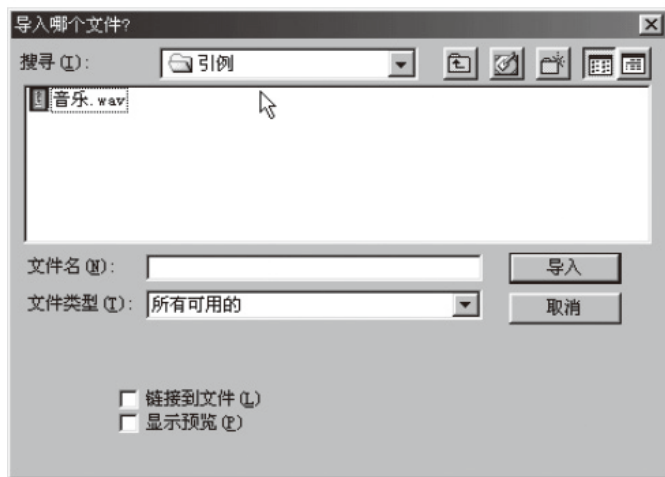 导入哪个文件?
搜寻(I): 引例
音乐.wav
文件名(N): 导入
文件类型(T): 所有可用的 取消
链接到文件(L)
显示预览(P)